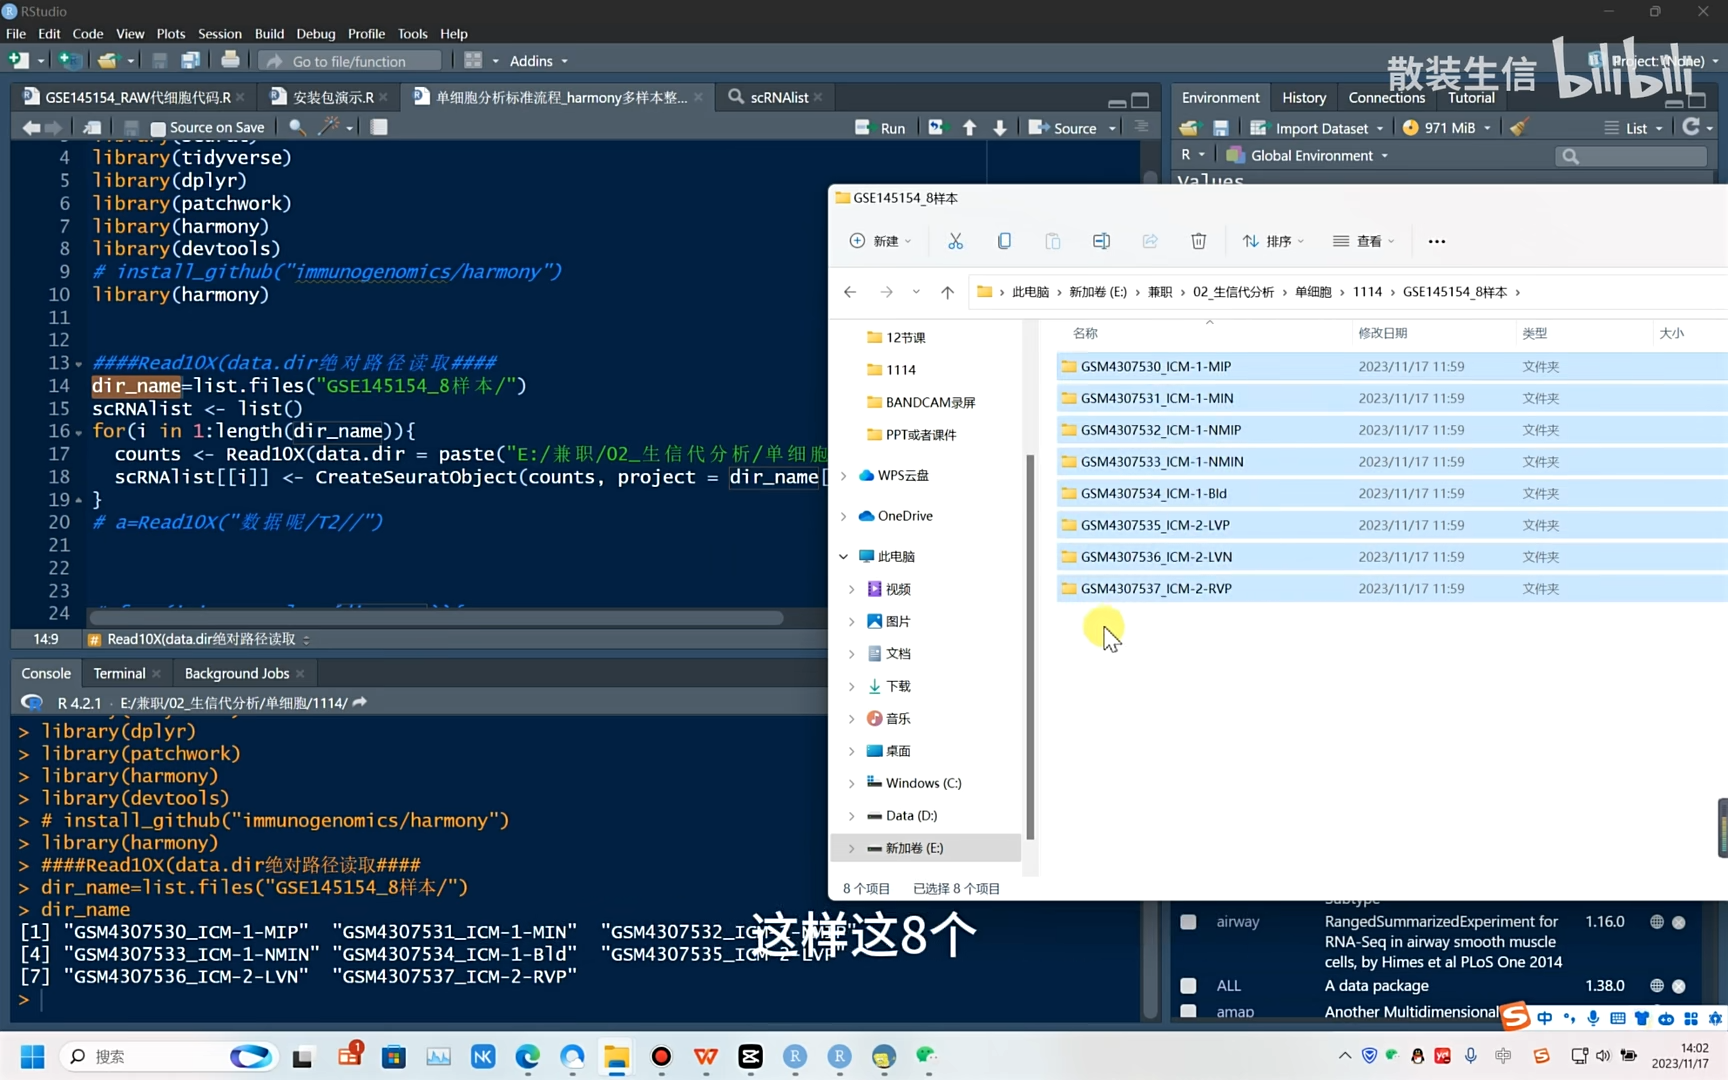 RStudio
File Edit Code View Plots Session Build Debug Profile Tools Help
Go to file/function Addins
散装生信 bilibili
Project: (None)
GSE145154_RAW代细胞代码.R 安装包演示.R 单细胞分析标准流程_harmony多样本整... scRNAlist
Source on Save Run Source
4 library(tidyverse)
5 library(dplyr)
6 library(patchwork)
7 library(harmony)
8 library(devtools)
9 # install_github("immunogenomics/harmony")
10 library(harmony)
11
12
13 ####Read10X(data.dir绝对路径读取####
14 dir_name=list.files("GSE145154_8样本/")
15 scRNAlist <- list()
16 for(i in 1:length(dir_name)){
17 counts <- Read10X(data.dir = paste("E:/兼职/02_生信代分析/单细胞
18 scRNAlist[[i]] <- CreateSeuratObject(counts, project = dir_name[
19 }
20 # a=Read10X("数据呢/T2//")
21
22
23
24
14:9 Read10X(data.dir绝对路径读取
Console Terminal Background Jobs
R 4.2.1 · E:/兼职/02_生信代分析/单细胞/1114/
> library(dplyr)
> library(patchwork)
> library(harmony)
> library(devtools)
> # install_github("immunogenomics/harmony")
> library(harmony)
> ####Read10X(data.dir绝对路径读取####
> dir_name=list.files("GSE145154_8样本/")
> dir_name
[1] "GSM4307530_ICM-1-MIP" "GSM4307531_ICM-1-MIN" "GSM4307532_ICM
[4] "GSM4307533_ICM-1-NMIN" "GSM4307534_ICM-1-Bld" "GSM4307535_ICM-2-LVP"
[7] "GSM4307536_ICM-2-LVN" "GSM4307537_ICM-2-RVP"
>
这样这8个
Environment History Connections Tutorial
Import Dataset 971 MiB List
R Global Environment
Values
GSE145154_8样本
新建 排序 查看
此电脑 › 新加卷 (E:) › 兼职 › 02_生信代分析 › 单细胞 › 1114 › GSE145154_8样本 ›
名称 修改日期 类型 大小
GSM4307530_ICM-1-MIP 2023/11/17 11:59 文件夹
GSM4307531_ICM-1-MIN 2023/11/17 11:59 文件夹
GSM4307532_ICM-1-NMIP 2023/11/17 11:59 文件夹
GSM4307533_ICM-1-NMIN 2023/11/17 11:59 文件夹
GSM4307534_ICM-1-Bld 2023/11/17 11:59 文件夹
GSM4307535_ICM-2-LVP 2023/11/17 11:59 文件夹
GSM4307536_ICM-2-LVN 2023/11/17 11:59 文件夹
GSM4307537_ICM-2-RVP 2023/11/17 11:59 文件夹
12节课
1114
BANDCAM录屏
PPT或者课件
WPS云盘
OneDrive
此电脑
视频
图片
文档
下载
音乐
桌面
Windows (C:)
Data (D:)
新加卷 (E:)
8 个项目 已选择 8 个项目
Subtype
airway RangedSummarizedExperiment for 1.16.0
RNA-Seq in airway smooth muscle
cells, by Himes et al PLoS One 2014
ALL A data package 1.38.0
amap Another Multidimensional
中
搜索
14:02
2023/11/17